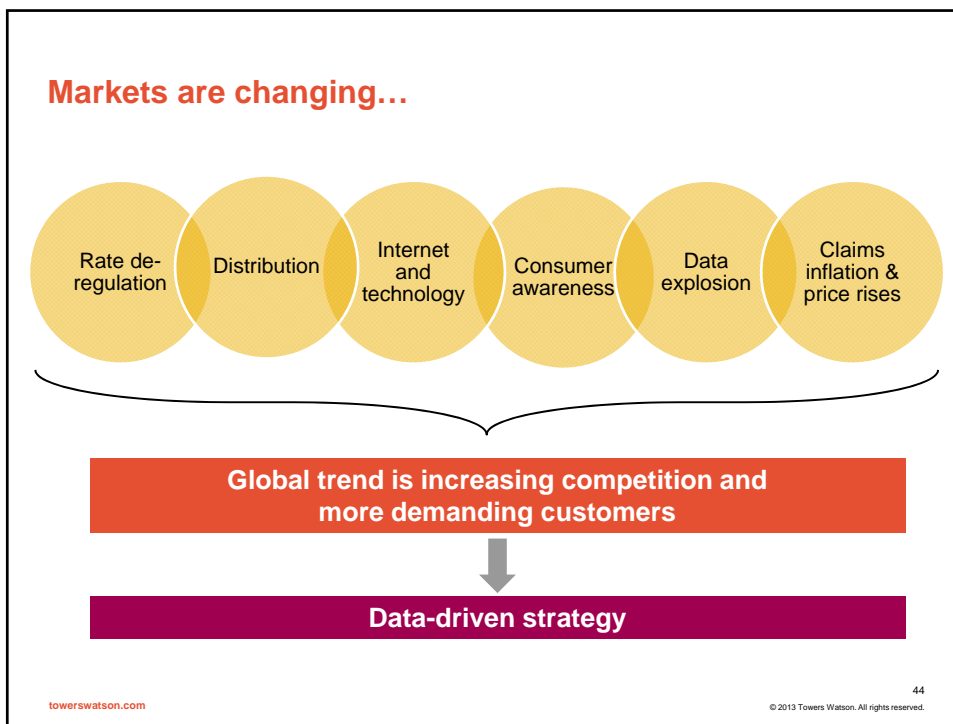 Markets are changing…
Rate de-
regulation
Distribution
Internet
and
technology
Consumer
awareness
Data
explosion
Claims
inflation &
price rises
Global trend is increasing competition and
more demanding customers
Data-driven strategy
44
towerswatson.com
© 2013 Towers Watson. All rights reserved.